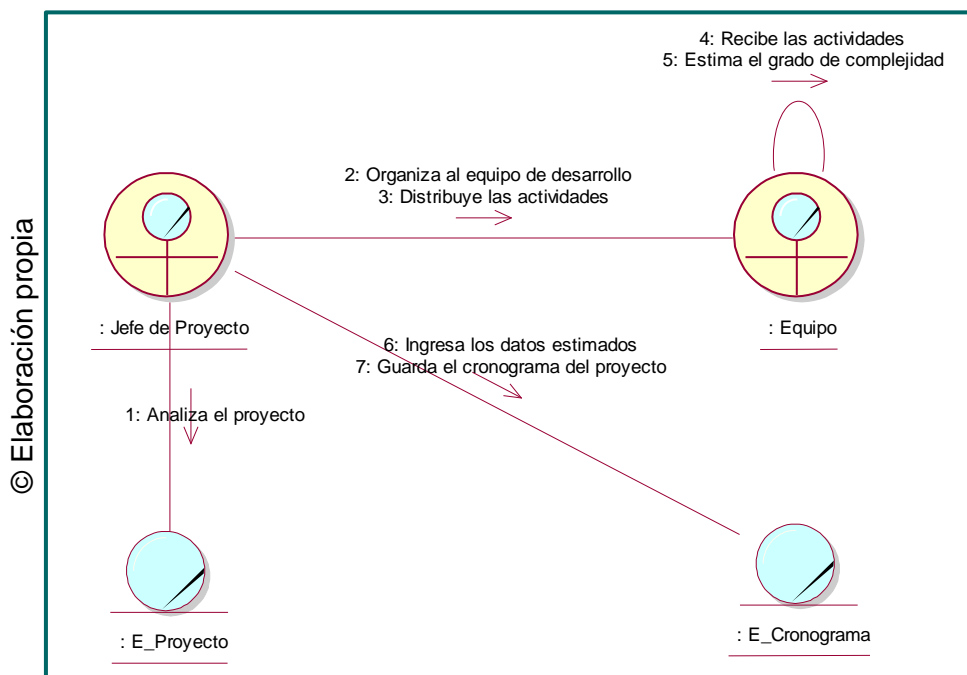 4: Recibe las actividades
5: Estima el grado de complejidad
2: Organiza al equipo de desarrollo
3: Distribuye las actividades
: Jefe de Proyecto
: Equipo
6: Ingresa los datos estimados
7: Guarda el cronograma del proyecto
1: Analiza el proyecto
: E_Proyecto
: E_Cronograma
© Elaboración propia